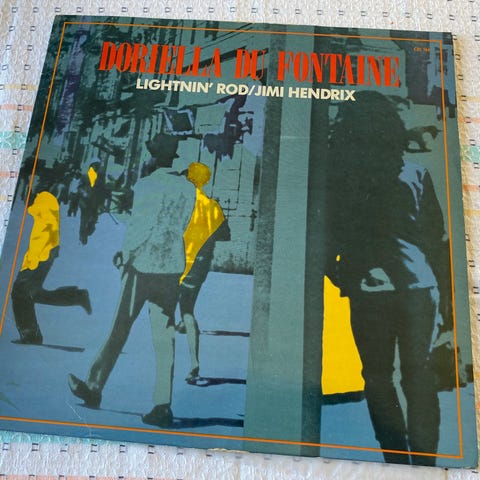 DORIELLA DU FONTAINE
LIGHTNIN' ROD/JIMI HENDRIX